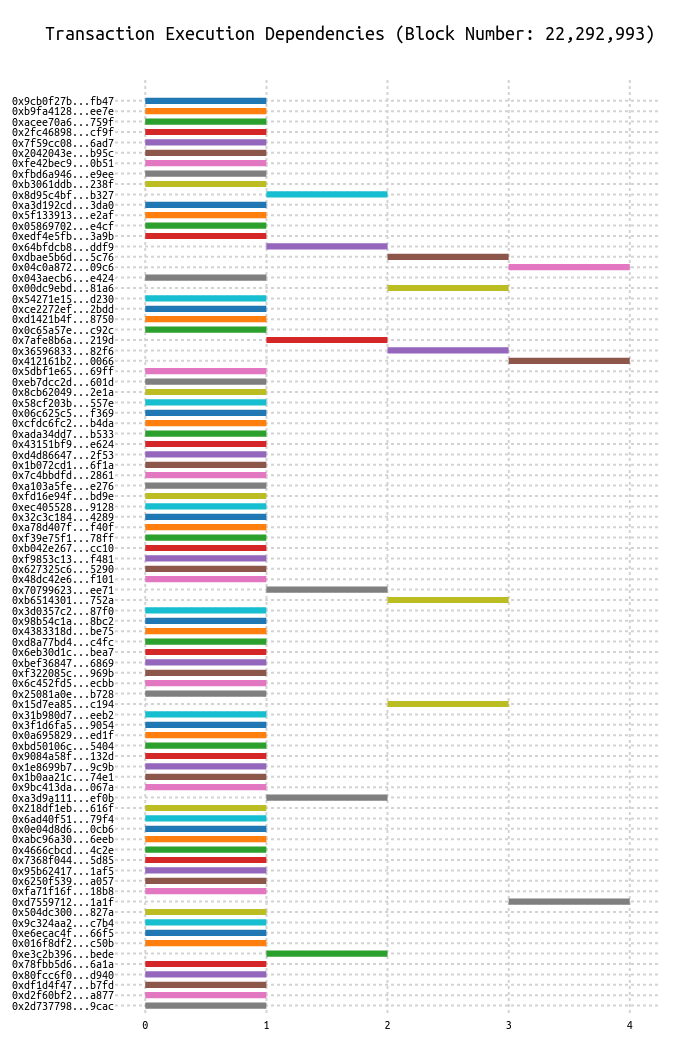 Transaction Execution Dependencies (Block Number: 22,292,993)
0x9cb0f27b...fb47
0xb9fa4128...ee7e
0xacee70a6...759f
0x2fc46898...cf9f
0x7f59cc08...6ad7
0x2042043e...b95c
0xfe42bec9...0b51
0xfbd6a946...e9ee
0xb3061ddb...238f
0x8d95c4bf...b327
0xa3d192cd...3da0
0x5f133913...e2af
0x05869702...e4cf
0xedf4e5fb...3a9b
0x64bfdcb8...ddf9
0xdbae5b6d...5c76
0x04c0a872...09c6
0x043aecb6...e424
0x00dc9ebd...81a6
0x54271e15...d230
0xce2272ef...2bdd
0xd1421b4f...8750
0x0c65a57e...c92c
0x7afe8b6a...219d
0x36596833...82f6
0x412161b2...0066
0x5dbf1e65...69ff
0xeb7dcc2d...601d
0x8cb62049...2e1a
0x58cf203b...557e
0x06c625c5...f369
0xcfdc6fc2...b4da
0xada34dd7...b533
0x43151bf9...e624
0xd4d86647...2f53
0x1b072cd1...6f1a
0x7c4bbdfd...2861
0xa103a5fe...e276
0xfd16e94f...bd9e
0xec405528...9128
0x32c3c184...4289
0xa78d407f...f40f
0xf39e75f1...78ff
0xb042e267...cc10
0xf9853c13...f481
0x627325c6...5290
0x48dc42e6...f101
0x70799623...ee71
0xb6514301...752a
0x3d0357c2...87f0
0x98b54c1a...8bc2
0x4383318d...be75
0xd8a77bd4...c4fc
0x6eb30d1c...bea7
0xbef36847...6869
0xf322085c...969b
0x6c452fd5...ecbb
0x25081a0e...b728
0x15d7ea85...c194
0x31b980d7...eeb2
0x3f1d6fa5...9054
0x0a695829...ed1f
0xbd50106c...5404
0x9084a58f...132d
0x1e8699b7...9c9b
0x1b0aa21c...74e1
0x9bc413da...067a
0xa3d9a111...ef0b
0x218df1eb...616f
0x6ad40f51...79f4
0x0e04d8d6...0cb6
0xabc96a30...6eeb
0x4666cbcd...4c2e
0x7368f044...5d85
0x95b62417...1af5
0x6250f539...a057
0xfa71f16f...18b8
0xd7559712...1a1f
0x504dc300...827a
0x9c324aa2...c7b4
0xe6ecac4f...66f5
0x016f8df2...c50b
0xe3c2b396...bede
0x78fbb5d6...6a1a
0x80fcc6f0...d940
0xdf1d4f47...b7fd
0xd2f60bf2...a877
0x2d737798...9cac
0 1 2 3 4